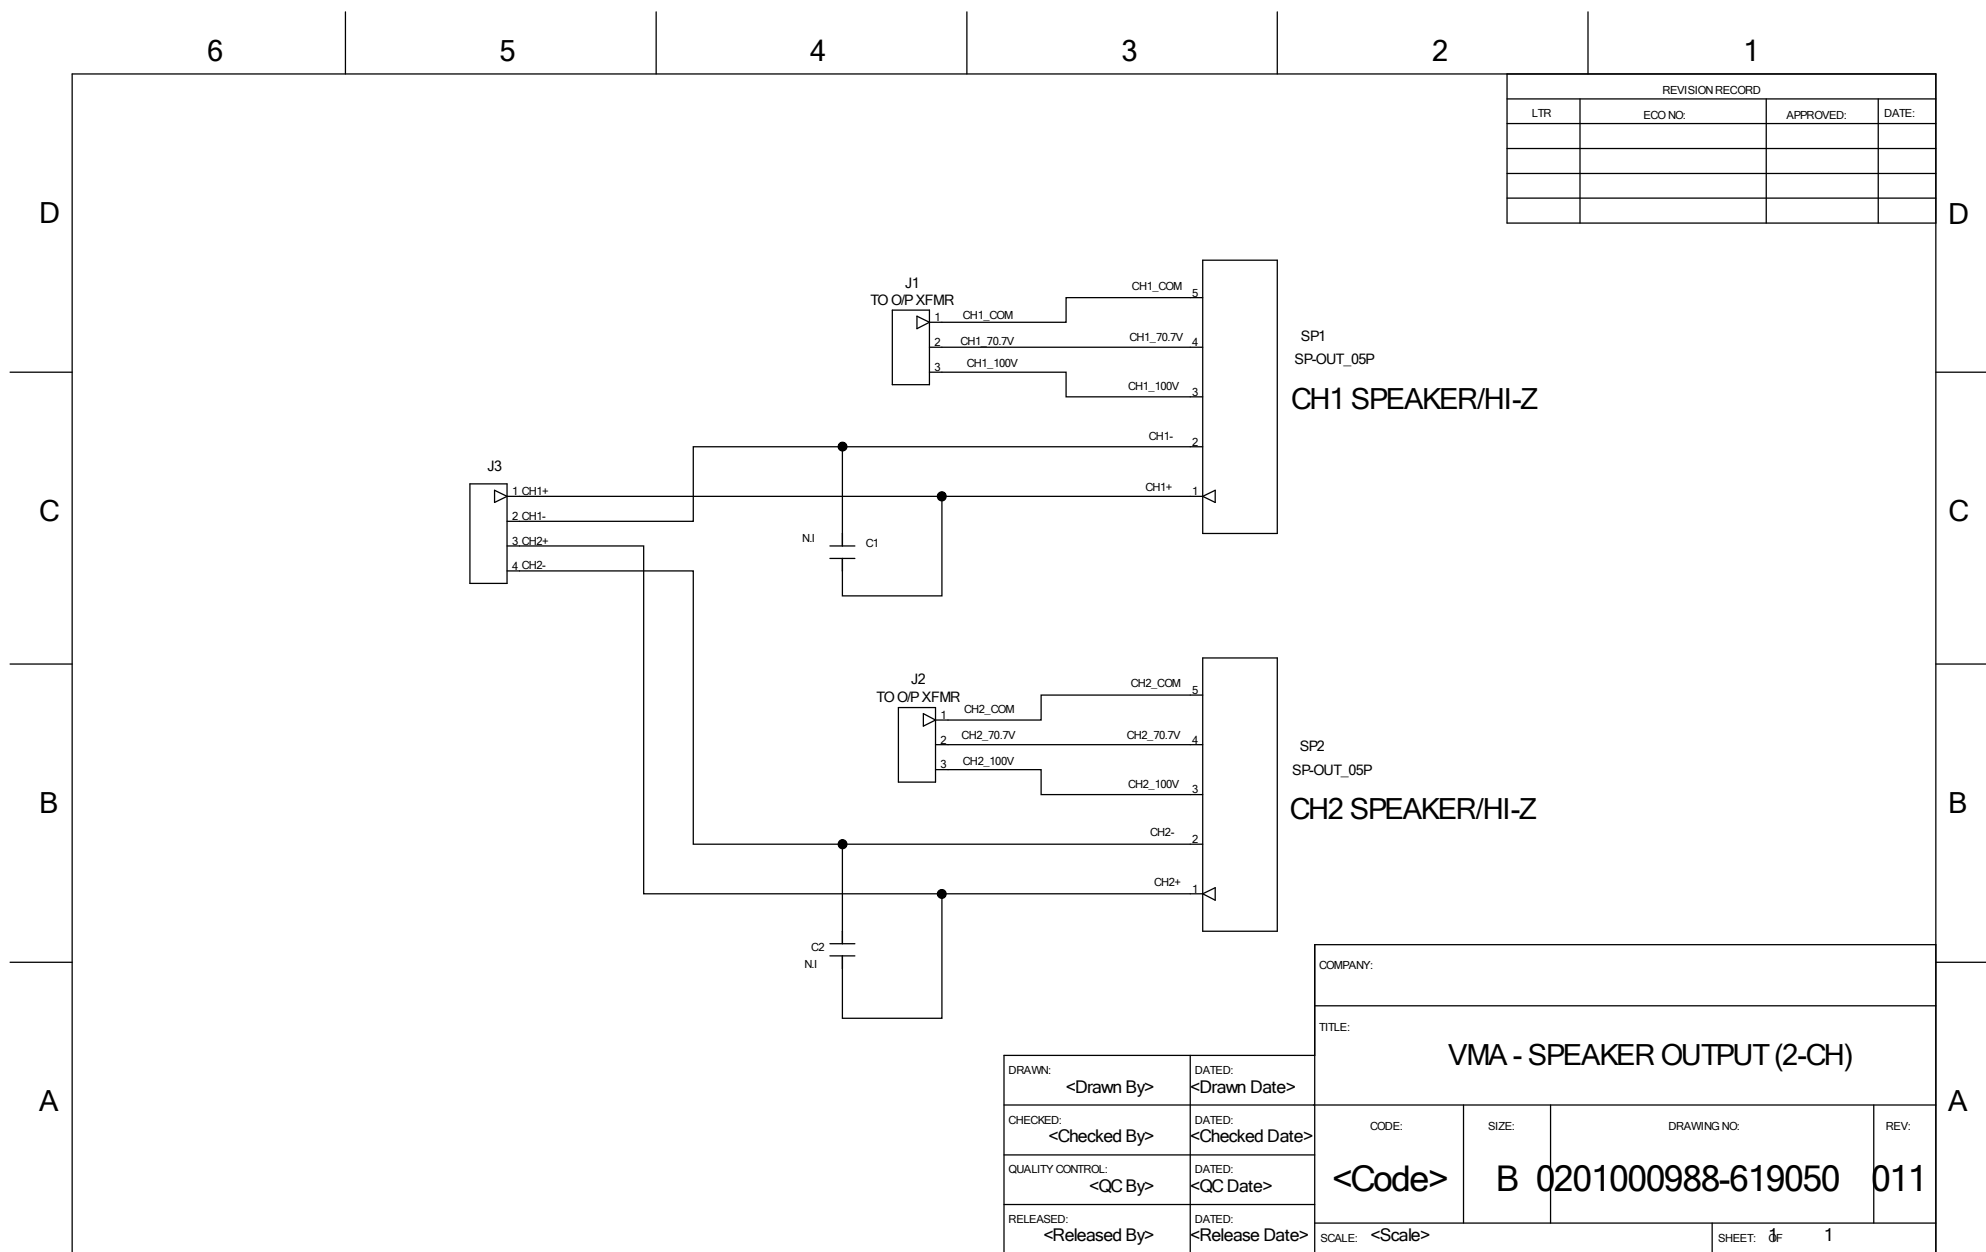 6 5 4 3 2 1
REVISION RECORD
LTR ECO NO: APPROVED: DATE:
D D
J1
TO O/P XFMR
1 CH1_COM
2 CH1_70.7V
3 CH1_100V
CH1_COM 5
CH1_70.7V 4
CH1_100V 3
CH1- 2
CH1+ 1
SP1
SP-OUT_05P
CH1 SPEAKER/HI-Z
C C
J3
1 CH1+
2 CH1-
3 CH2+
4 CH2-
N.I C1
J2
TO O/P XFMR
1 CH2_COM
2 CH2_70.7V
3 CH2_100V
CH2_COM 5
CH2_70.7V 4
CH2_100V 3
CH2- 2
CH2+ 1
SP2
SP-OUT_05P
CH2 SPEAKER/HI-Z
B B
C2
N.I
A A
COMPANY:
TITLE:
VMA - SPEAKER OUTPUT (2-CH)
DRAWN: <Drawn By> DATED: <Drawn Date>
CHECKED: <Checked By> DATED: <Checked Date>
QUALITY CONTROL: <QC By> DATED: <QC Date>
RELEASED: <Released By> DATED: <Release Date>
CODE: SIZE: DRAWING NO: REV:
<Code> B 0201000988-619050 011
SCALE: <Scale> SHEET: 1 OF 1